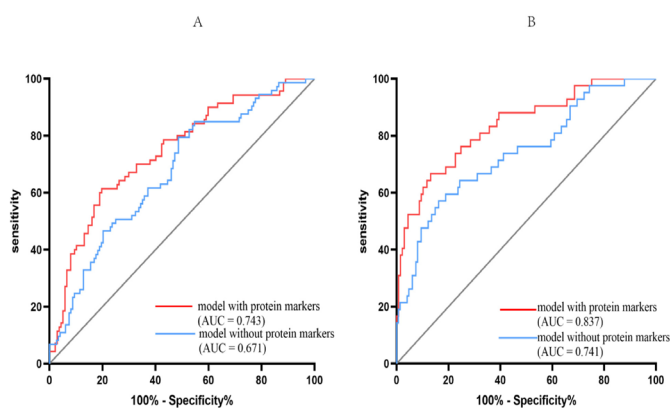 A
B
100
80
60
40
20
0
sensitivity
model with protein markers
(AUC = 0.743)
model without protein markers
(AUC = 0.671)
0 20 40 60 80 100
100% - Specificity%
100
80
60
40
20
0
sensitivity
model with protein markers
(AUC = 0.837)
model without protein markers
(AUC = 0.741)
0 20 40 60 80 100
100% - Specificity%